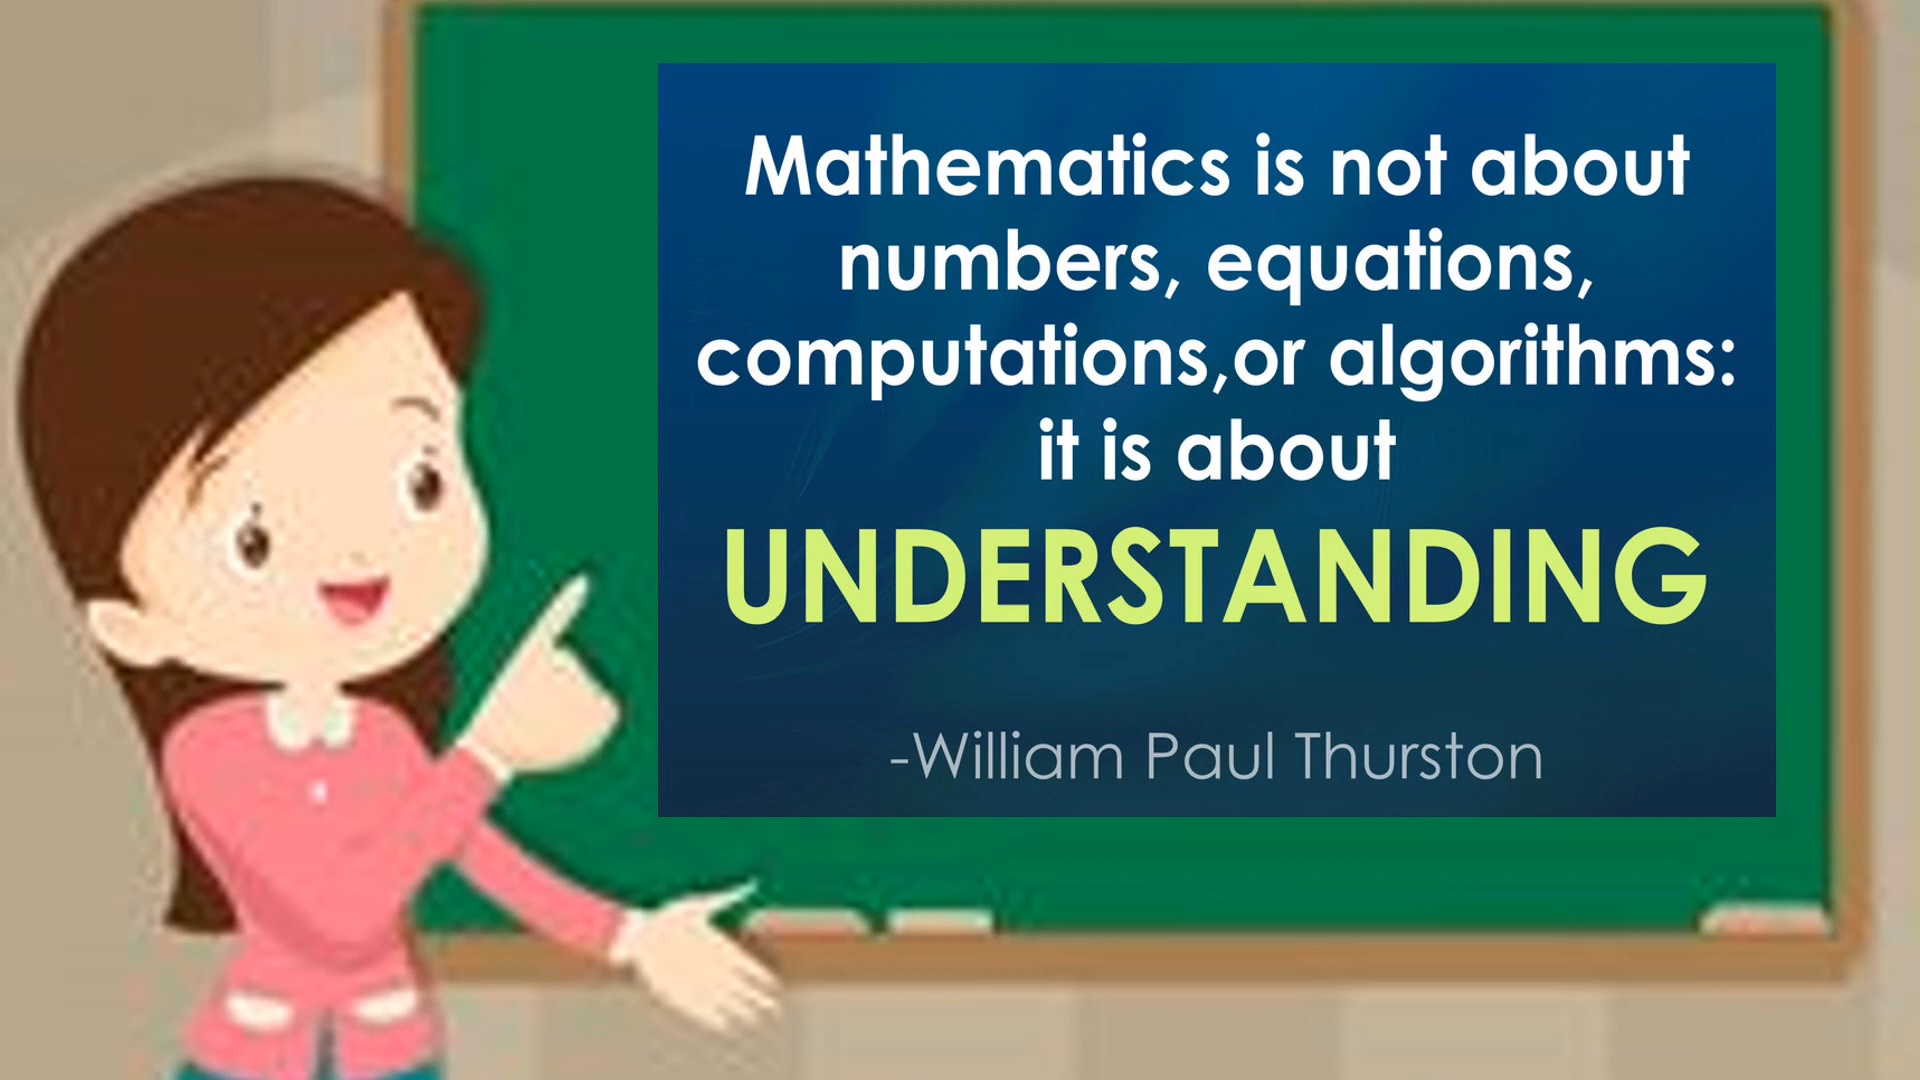 Mathematics is not about
numbers, equations,
computations,or algorithms:
it is about
UNDERSTANDING
-William Paul Thurston